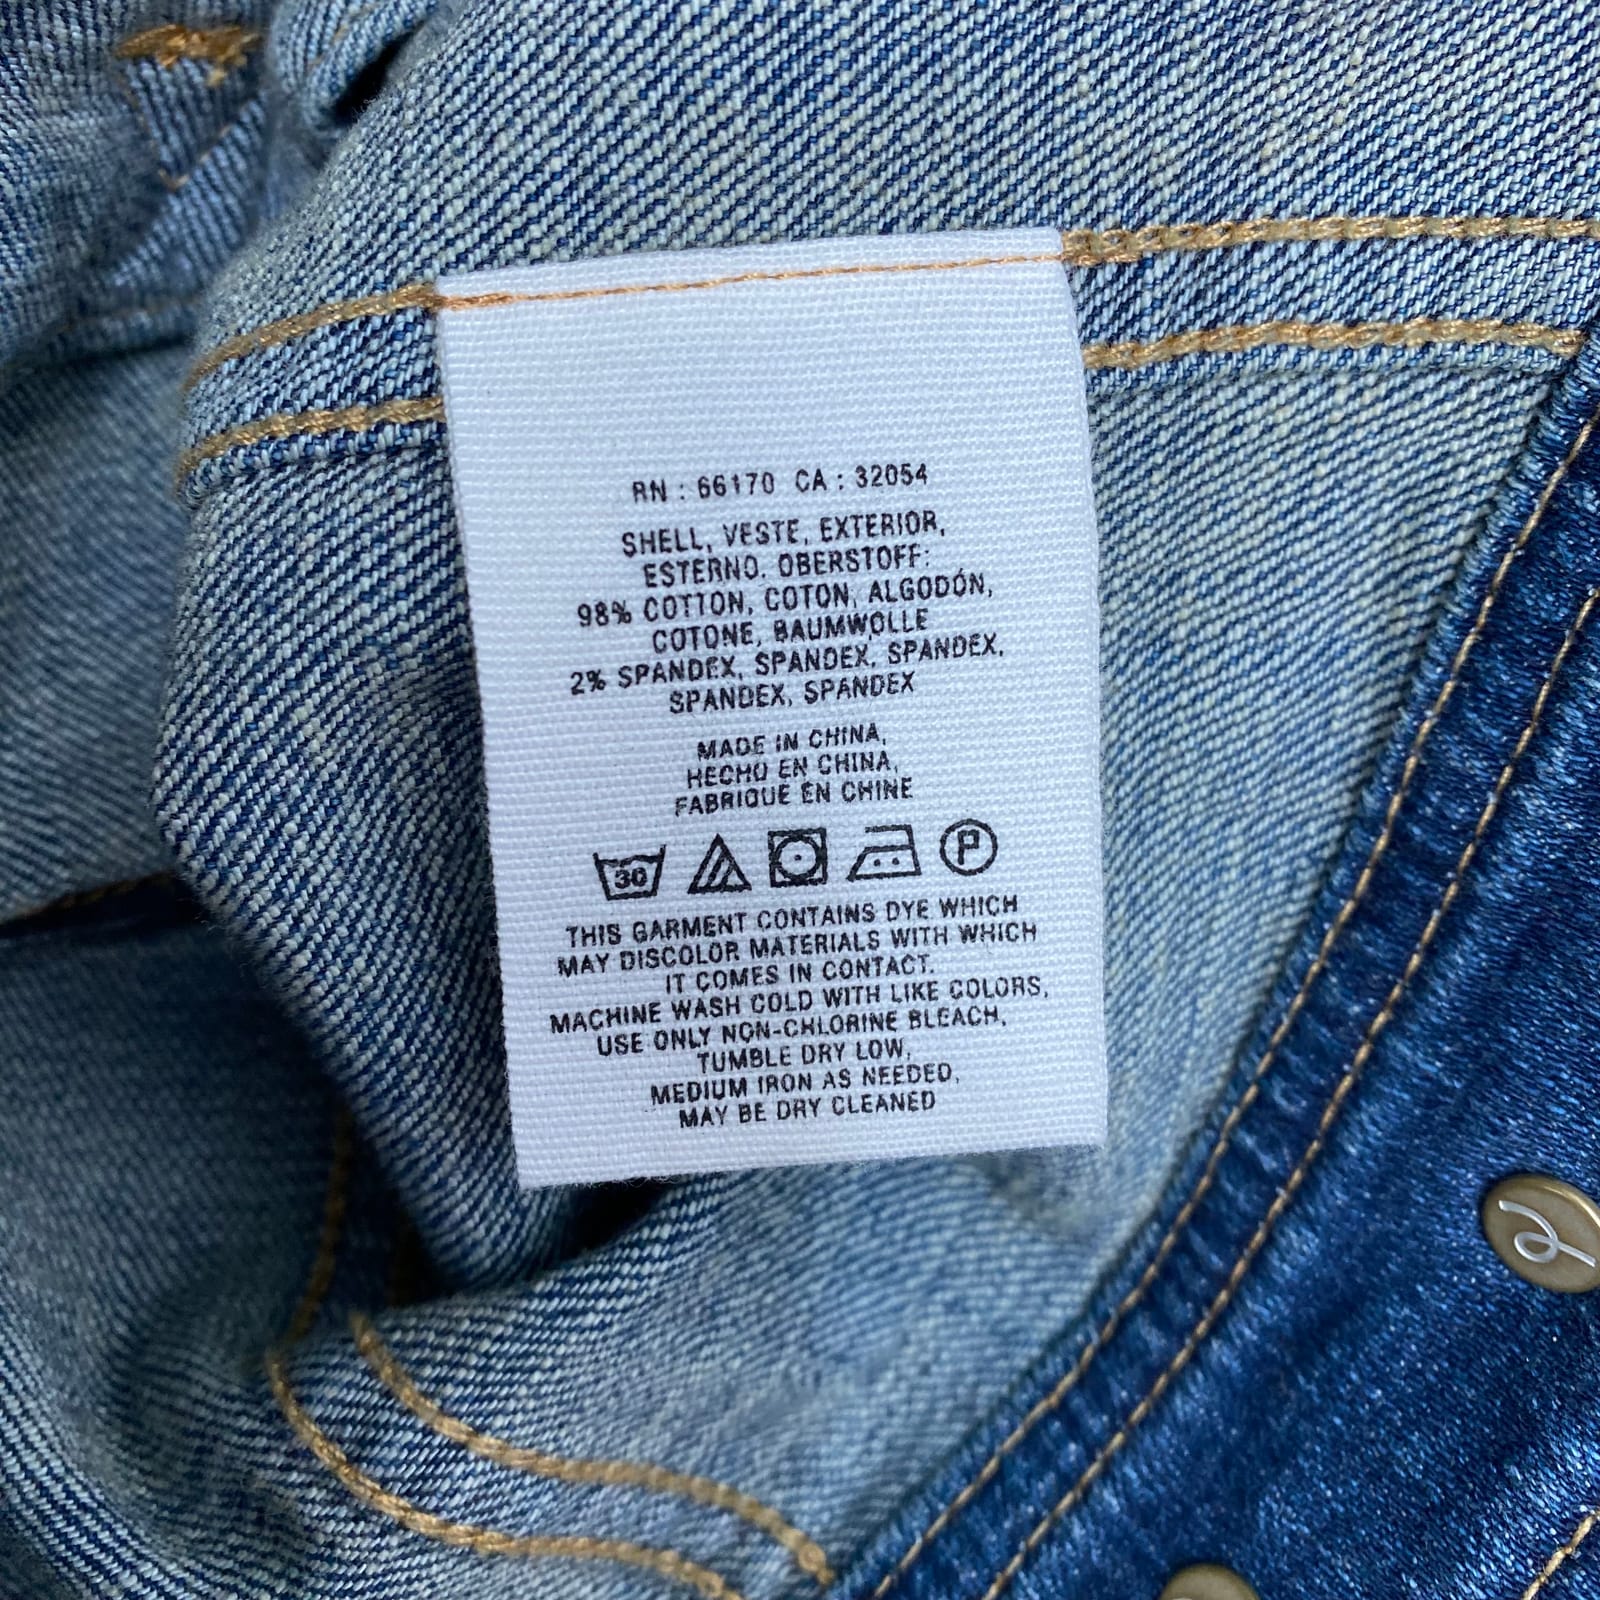 RN : 66170 CA : 32054
SHELL, VESTE, EXTERIOR,
ESTERNO, OBERSTOFF:
98% COTTON, COTON, ALGODÓN,
COTONE, BAUMWOLLE
2% SPANDEX, SPANDEX, SPANDEX,
SPANDEX, SPANDEX
MADE IN CHINA,
HECHO EN CHINA,
FABRIQUE EN CHINE
30 P
THIS GARMENT CONTAINS DYE WHICH
MAY DISCOLOR MATERIALS WITH WHICH
IT COMES IN CONTACT.
MACHINE WASH COLD WITH LIKE COLORS,
USE ONLY NON-CHLORINE BLEACH,
TUMBLE DRY LOW,
MEDIUM IRON AS NEEDED,
MAY BE DRY CLEANED